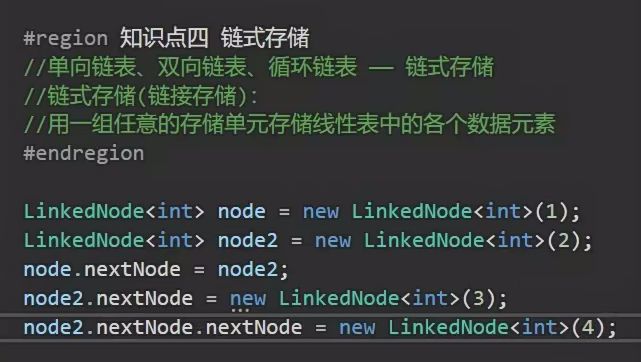 #region 知识点四 链式存储
//单向链表、双向链表、循环链表 —— 链式存储
//链式存储(链接存储):
//用一组任意的存储单元存储线性表中的各个数据元素
#endregion
LinkedNode<int> node = new LinkedNode<int>(1);
LinkedNode<int> node2 = new LinkedNode<int>(2);
node.nextNode = node2;
node2.nextNode = new LinkedNode<int>(3);
node2.nextNode.nextNode = new LinkedNode<int>(4);